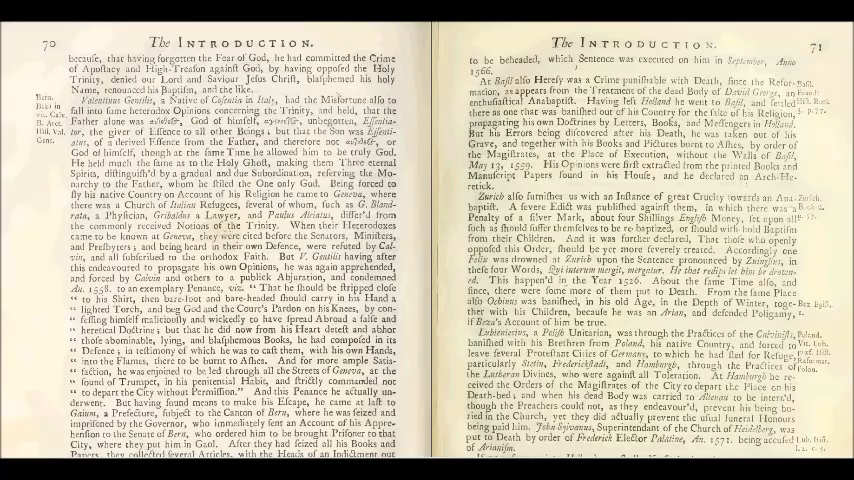 70
The INTRODUCTION.
because, that having forgotten the Fear of God, he had committed the Crime
of Apostacy and High-Treason against God, by having opposed the Holy
Trinity, denied our Lord and Saviour Jesus Christ, blasphemed his holy
Name, renounced his Baptism, and the like.
Valentinus Gentilis, a Native of Cosentia in Italy, had the Misfortune also to
fall into some heterodox Opinions concerning the Trinity, and held, that the
Father alone was αυτόθεος, God of himself, unbegotten, Essentia-
tor, the giver of Essence to all other Beings; but that the Son was Essenti-
atus, of a derived Essence from the Father, and therefore not αυτόθεος, or
God of himself, though at the same Time he allowed him to be truly God.
He held much the same as to the Holy Ghost, making them Three eternal
Spirits, distinguish'd by a gradual and due Subordination, reserving the Mo-
narchy to the Father, whom he stiled the One only God. Being forced to
fly his native Country on Account of his Religion he came to Geneva, where
there was a Church of Italian Refugees, several of whom, such as G. Bland-
rata, a Physician, Gribaldus a Lawyer, and Paulus Alciatus, differ'd from
the commonly received Notions of the Trinity. When their Heterodoxes
came to be known at Geneva, they were cited before the Senators, Ministers,
and Presbyters; and being heard in their own Defence, were refuted by Cal-
vin, and all subscribed to the orthodox Faith. But V. Gentilis having after
this endeavoured to propagate his own Opinions, he was again apprehended,
and forced by Calvin and others to a publick Abjuration, and condemned
An. 1558. to an exemplary Penance, viz. " That he should be stripped close
" to his Shirt, then bare-foot and bare-headed should carry in his Hand a
" lighted Torch, and beg God and the Court's Pardon on his Knees, by con-
" fessing himself maliciously and wickedly to have spread Abroad a false and
" heretical Doctrine; but that he did now from his Heart detest and abhor
" those abominable, lying, and blasphemous Books, he had composed in its
" Defence; in testimony of which he was to cast them, with his own Hands,
" into the Flames, there to be burnt to Ashes. And for more ample Satis-
" faction, he was enjoined to be led through all the Streets of Geneva, at the
" sound of Trumpet, in his penitential Habit, and strictly commanded not
" to depart the City without Permission." And this Penance he actually un-
derwent. But having found means to make his Escape, he came at last to
Gaium, a Prefecture, subject to the Canton of Bern, where he was seized and
imprisoned by the Governor, who immediately sent an Account of his Appre-
hension to the Senate of Bern, who ordered him to be brought Prisoner to that
City, where they put him in Gaol. After they had seized all his Books and
Papers, they collected several Articles, with the Heads of an Indictment out
Bern.
Beza in
vit. Calv.
B. Aret.
Hist. Val.
Gent.
The INTRODUCTION.
71
to be beheaded, which Sentence was executed on him in September, Anno
1566.
At Basil also Heresy was a Crime punishable with Death, since the Refor-
mation, as appears from the Treatment of the dead Body of David George, an
enthusiastical Anabaptist. Having left Holland he went to Basil, and settled
there as one that was banished out of his Country for the sake of his Religion,
propagating his own Doctrines by Letters, Books, and Messengers in Holland.
But his Errors being discovered after his Death, he was taken out of his
Grave, and together with his Books and Pictures burnt to Ashes, by order of
the Magistrates, at the Place of Execution, without the Walls of Basil,
May 13, 1559. His Opinions were first extracted from the printed Books and
Manuscript Papers found in his House, and he declared an Arch-He-
retick.
Zurich also furnishes us with an Instance of great Cruelty towards an Ana-
baptist. A severe Edict was published against them, in which there was a
Penalty of a silver Mark, about four Shillings English Money, set upon all
such as should suffer themselves to be re-baptized, or should with-hold Baptism
from their Children. And it was further declared, That those who openly
opposed this Order, should be yet more severely treated. Accordingly one
Felix was drowned at Zurich upon the Sentence pronounced by Zuinglius, in
these four Words, Qui iterum mergit, mergatur. He that redips let him be drown-
ed. This happen'd in the Year 1526. About the same Time also, and
since, there were some more of them put to Death. From the same Place
also Ochinus was banished, in his old Age, in the Depth of Winter, toge-
ther with his Children, because he was an Arian, and defended Poligamy,
if Beza's Account of him be true.
Lubieniecius, a Polish Unitarian, was through the Practices of the Calvinists,
banished with his Brethren from Poland, his native Country, and forced to
leave several Protestant Cities of Germany, to which he had fled for Refuge,
particularly Stetin, Frederickstadt, and Hamburgh, through the Practices of
the Lutheran Divines, who were against all Toleration. At Hamburgh he re-
ceived the Orders of the Magistrates of the City to depart the Place on his
Death-bed; and when his dead Body was carried to Altenau to be interr'd,
though the Preachers could not, as they endeavour'd, prevent his being bu-
ried in the Church, yet they did actually prevent the usual funeral Honours
being paid him. John Sylvanus, Superintendant of the Church of Heidelberg, was
put to Death by order of Frederick Elector Palatine, An. 1571. being accused
of Arianism.
Basil.
Zurich.
Bez Epist.
1.
Poland.
Vit. Lub.
Lub. Hist.